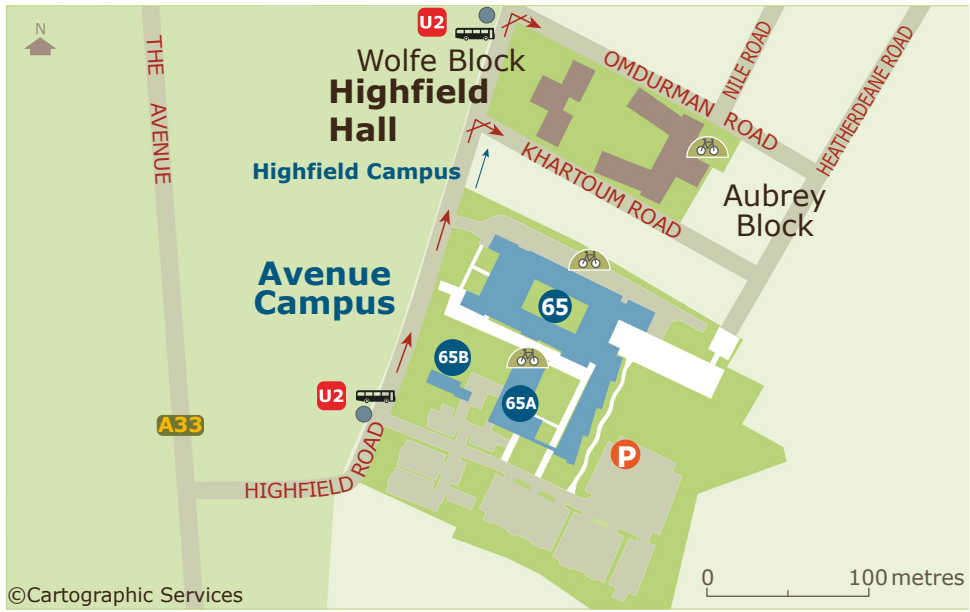 N
U2
THE AVENUE
Wolfe Block
Highfield
Hall
OMDURMAN ROAD
NILE ROAD
HEATHERDEANE ROAD
Highfield Campus
KHARTOUM ROAD
Aubrey
Block
Avenue
Campus
65
65B
65A
U2
A33
P
HIGHFIELD ROAD
0 100 metres
©Cartographic Services